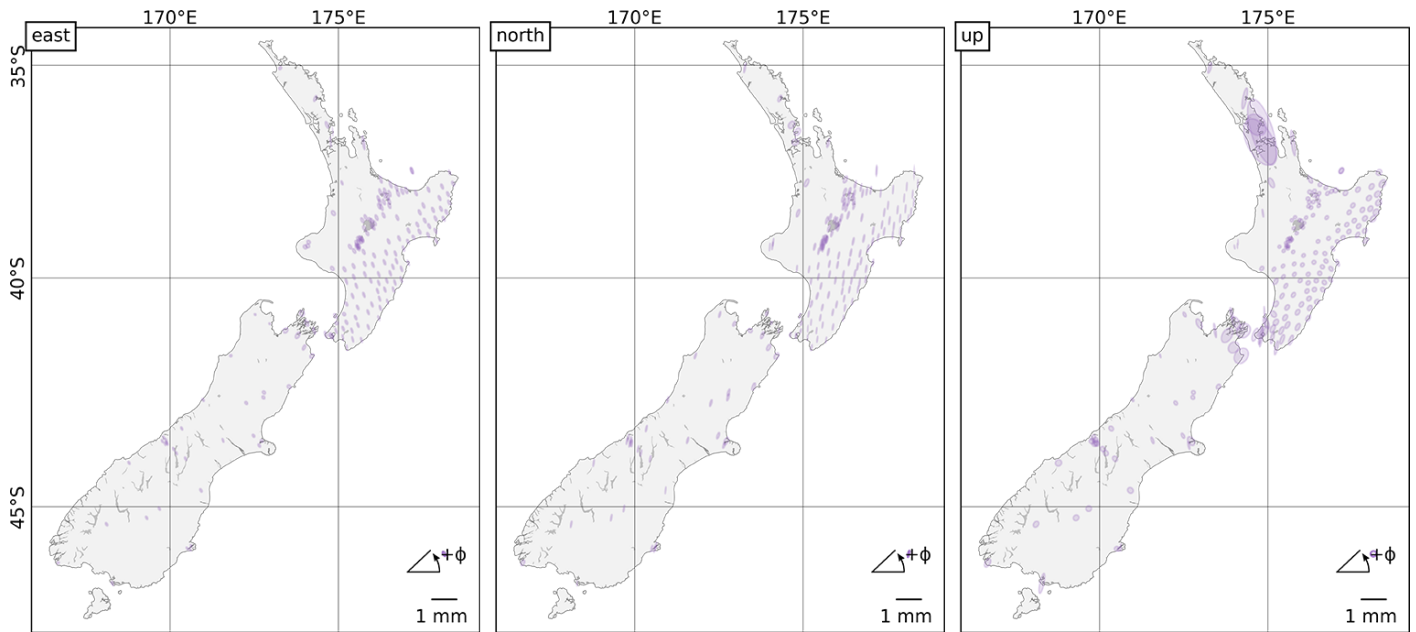 170°E 175°E 170°E 175°E 170°E 175°E
east north up
35°S
40°S
45°S
+ϕ +ϕ +ϕ
1 mm 1 mm 1 mm